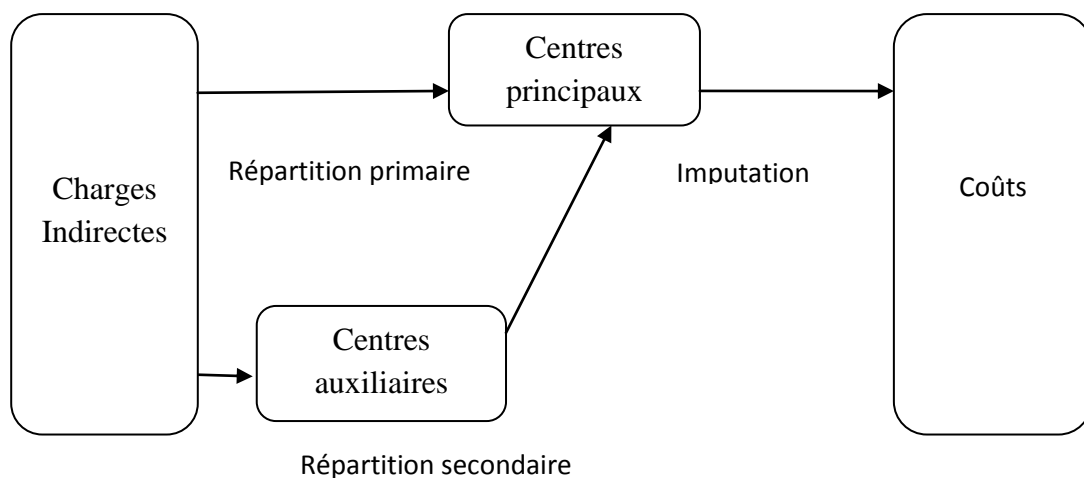 Centres
principaux
Répartition primaire
Imputation
Charges
Indirectes
Coûts
Centres
auxiliaires
Répartition secondaire